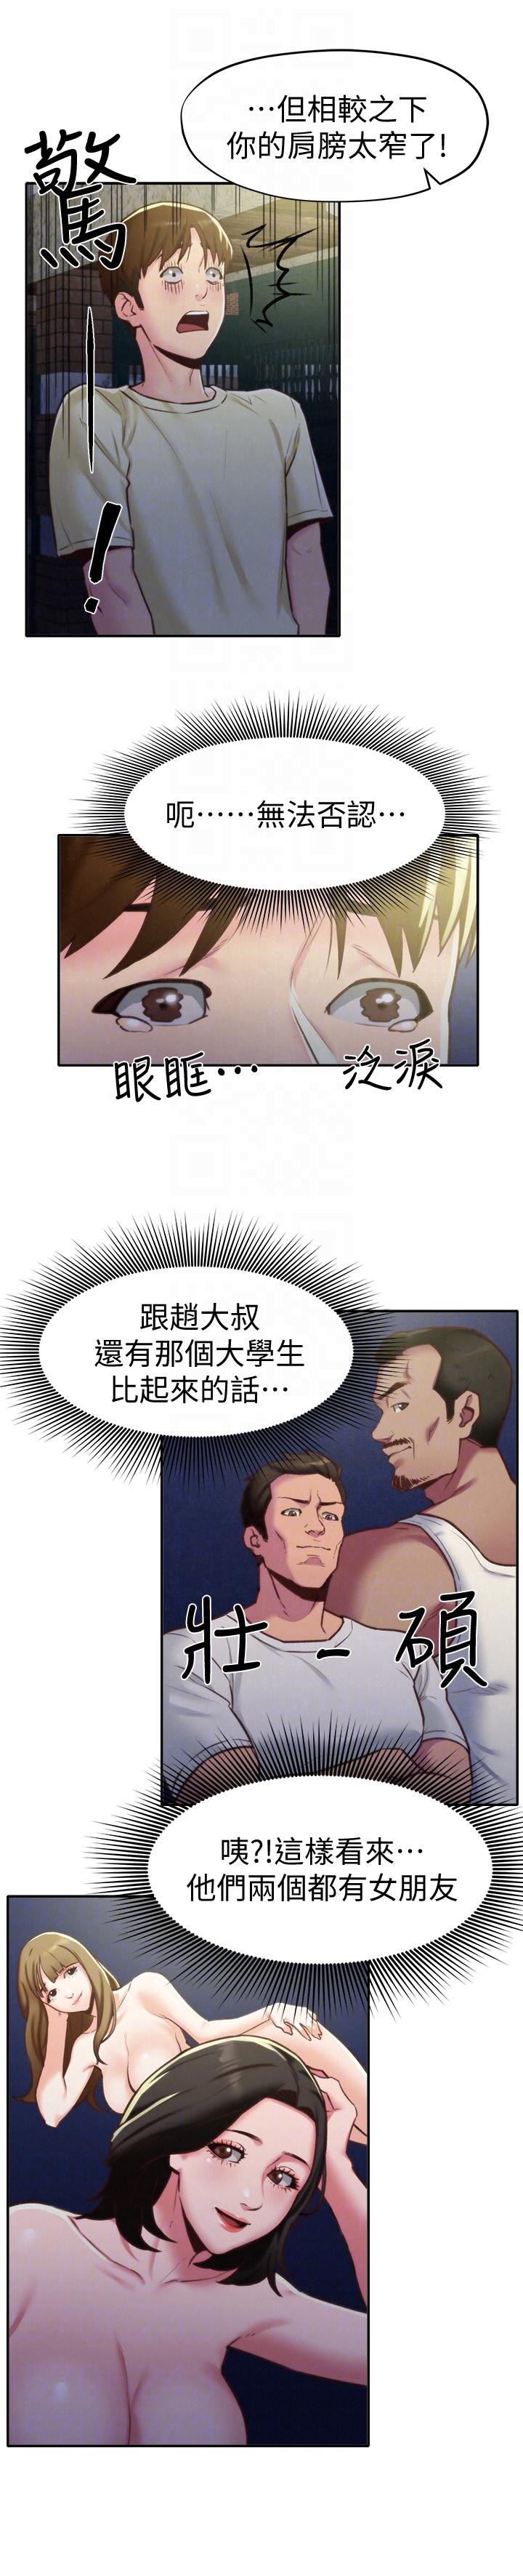 …但相較之下
你的肩膀太窄了!
驚
!
呃……無法否認…
眼眶… 泛淚
跟趙大叔
還有那個大學生
比起來的話…
壯-碩
咦?!這樣看來…
他們兩個都有女朋友